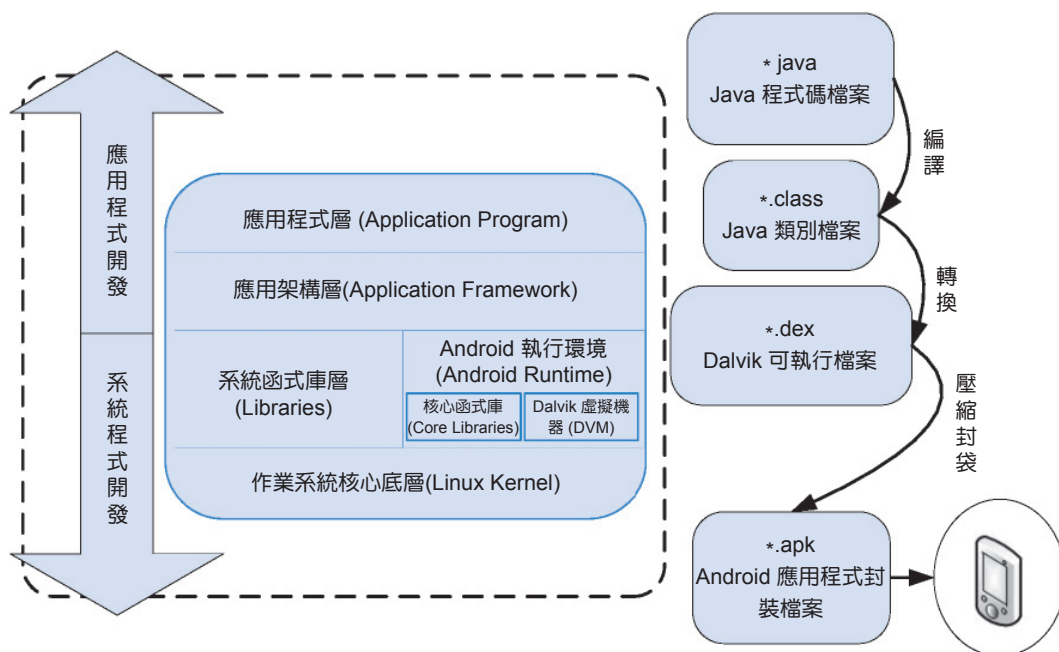 應用程式開發
系統程式開發
應用程式層 (Application Program)
應用架構層(Application Framework)
系統函式庫層
(Libraries)
Android 執行環境
(Android Runtime)
核心函式庫
(Core Libraries)
Dalvik 虛擬機
器 (DVM)
作業系統核心底層(Linux Kernel)
*.java
Java 程式碼檔案
編譯
*.class
Java 類別檔案
轉換
*.dex
Dalvik 可執行檔案
壓縮封袋
*.apk
Android 應用程式封
裝檔案